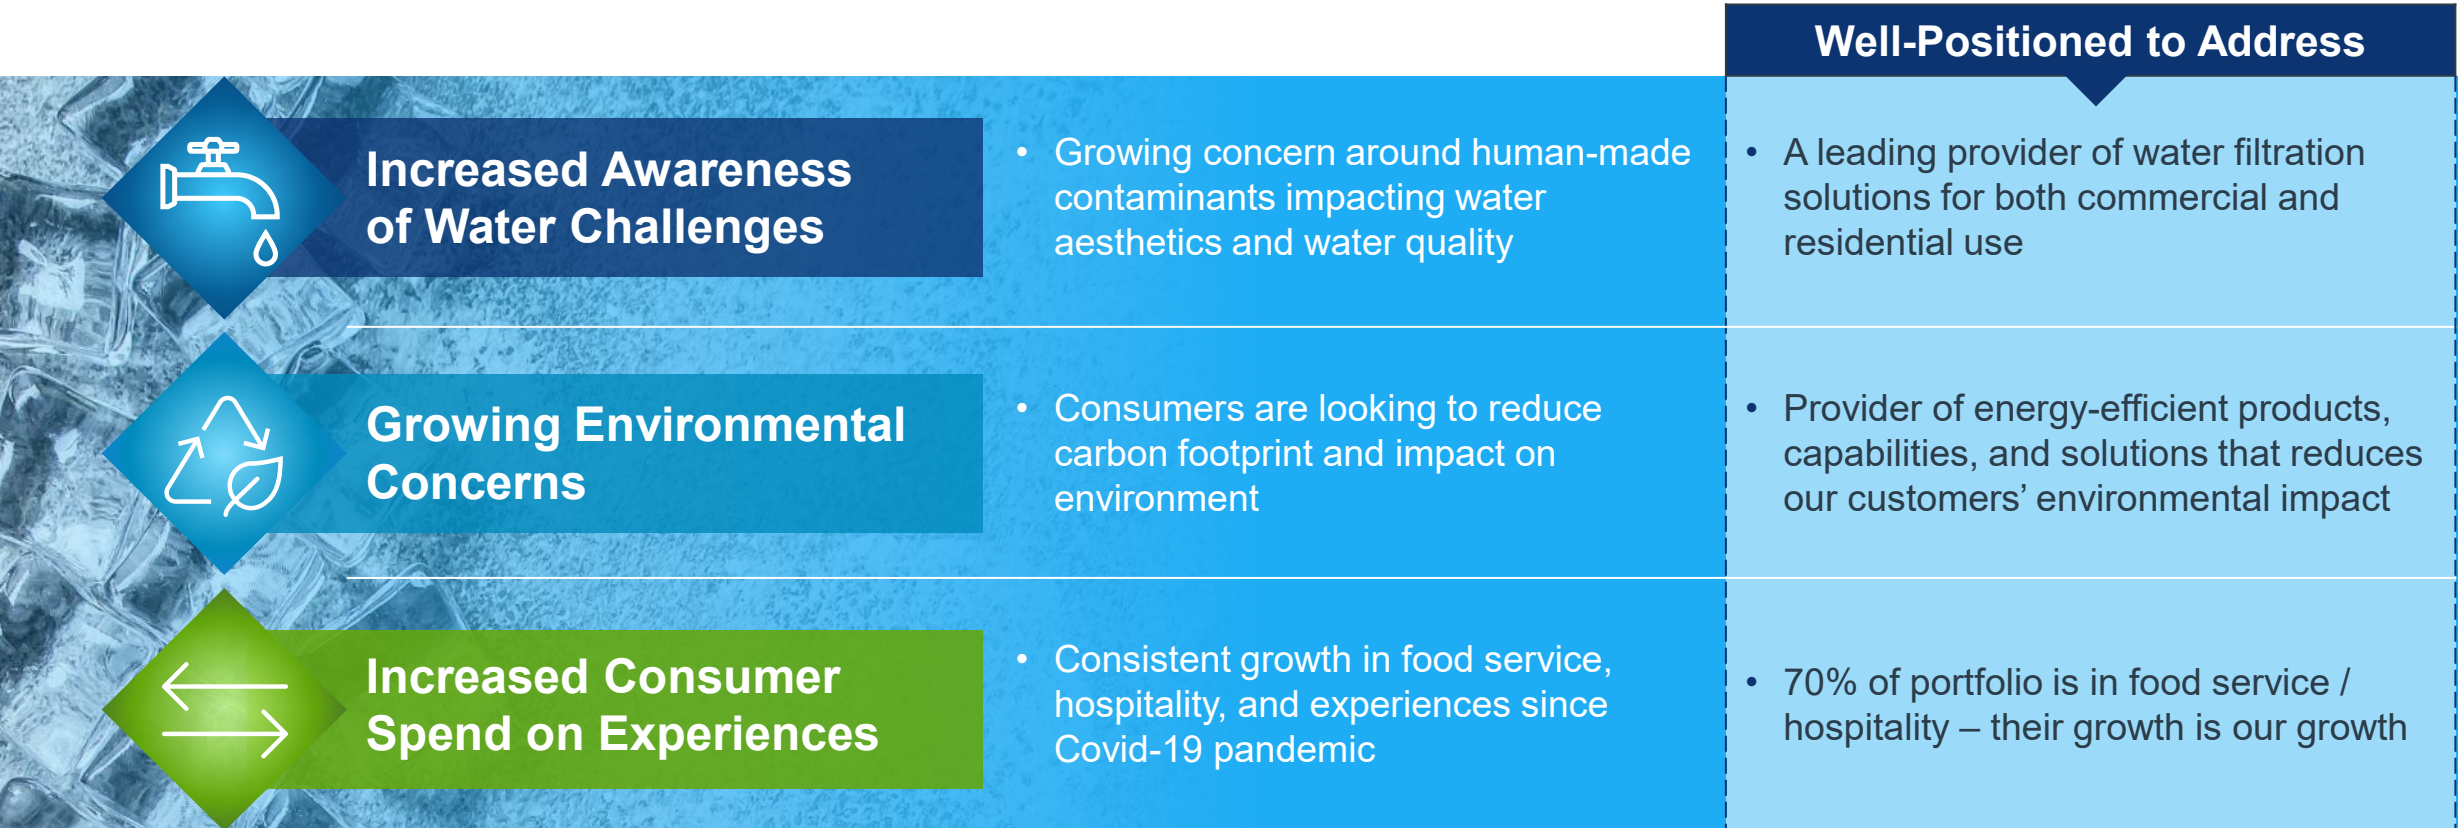 Well-Positioned to Address
Increased Awareness
of Water Challenges
• Growing concern around human-made
contaminants impacting water
aesthetics and water quality
• A leading provider of water filtration
solutions for both commercial and
residential use
Growing Environmental
Concerns
• Consumers are looking to reduce
carbon footprint and impact on
environment
• Provider of energy-efficient products,
capabilities, and solutions that reduces
our customers’ environmental impact
Increased Consumer
Spend on Experiences
• Consistent growth in food service,
hospitality, and experiences since
Covid-19 pandemic
• 70% of portfolio is in food service /
hospitality – their growth is our growth